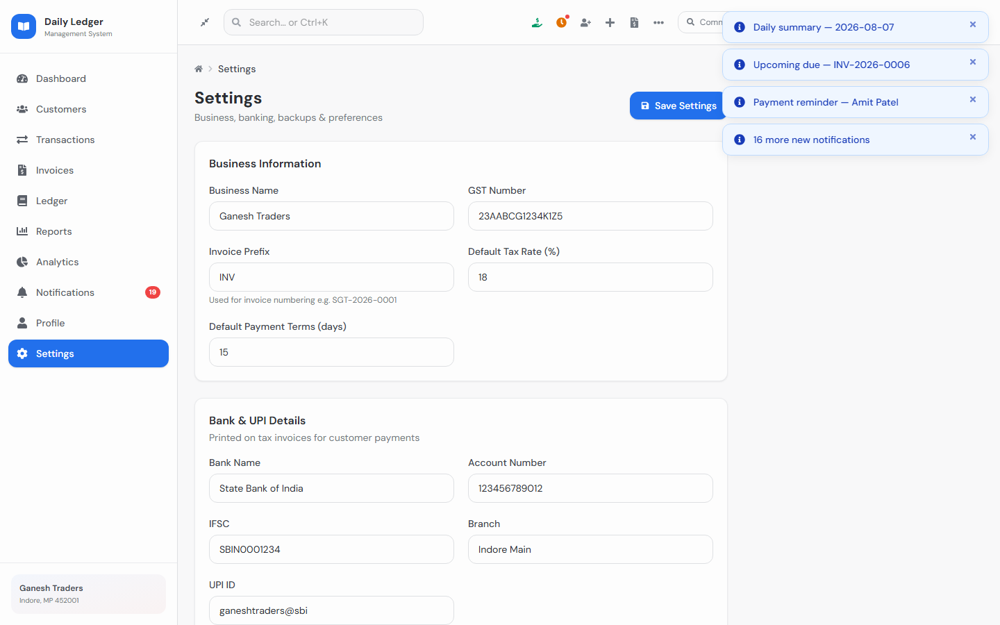 Daily Ledger
Management System
Dashboard
Customers
Transactions
Invoices
Ledger
Reports
Analytics
Notifications 19
Profile
Settings
Ganesh Traders
Indore, MP 452001
Search... or Ctrl+K
Daily summary — 2026-08-07
Upcoming due — INV-2026-0006
Payment reminder — Amit Patel
16 more new notifications
Settings
Settings
Business, banking, backups & preferences
Save Settings
Business Information
Business Name
GST Number
Ganesh Traders
23AABCG1234K1Z5
Invoice Prefix
Default Tax Rate (%)
INV
18
Used for invoice numbering e.g. SGT-2026-0001
Default Payment Terms (days)
15
Bank & UPI Details
Printed on tax invoices for customer payments
Bank Name
Account Number
State Bank of India
123456789012
IFSC
Branch
SBIN0001234
Indore Main
UPI ID
ganeshtraders@sbi